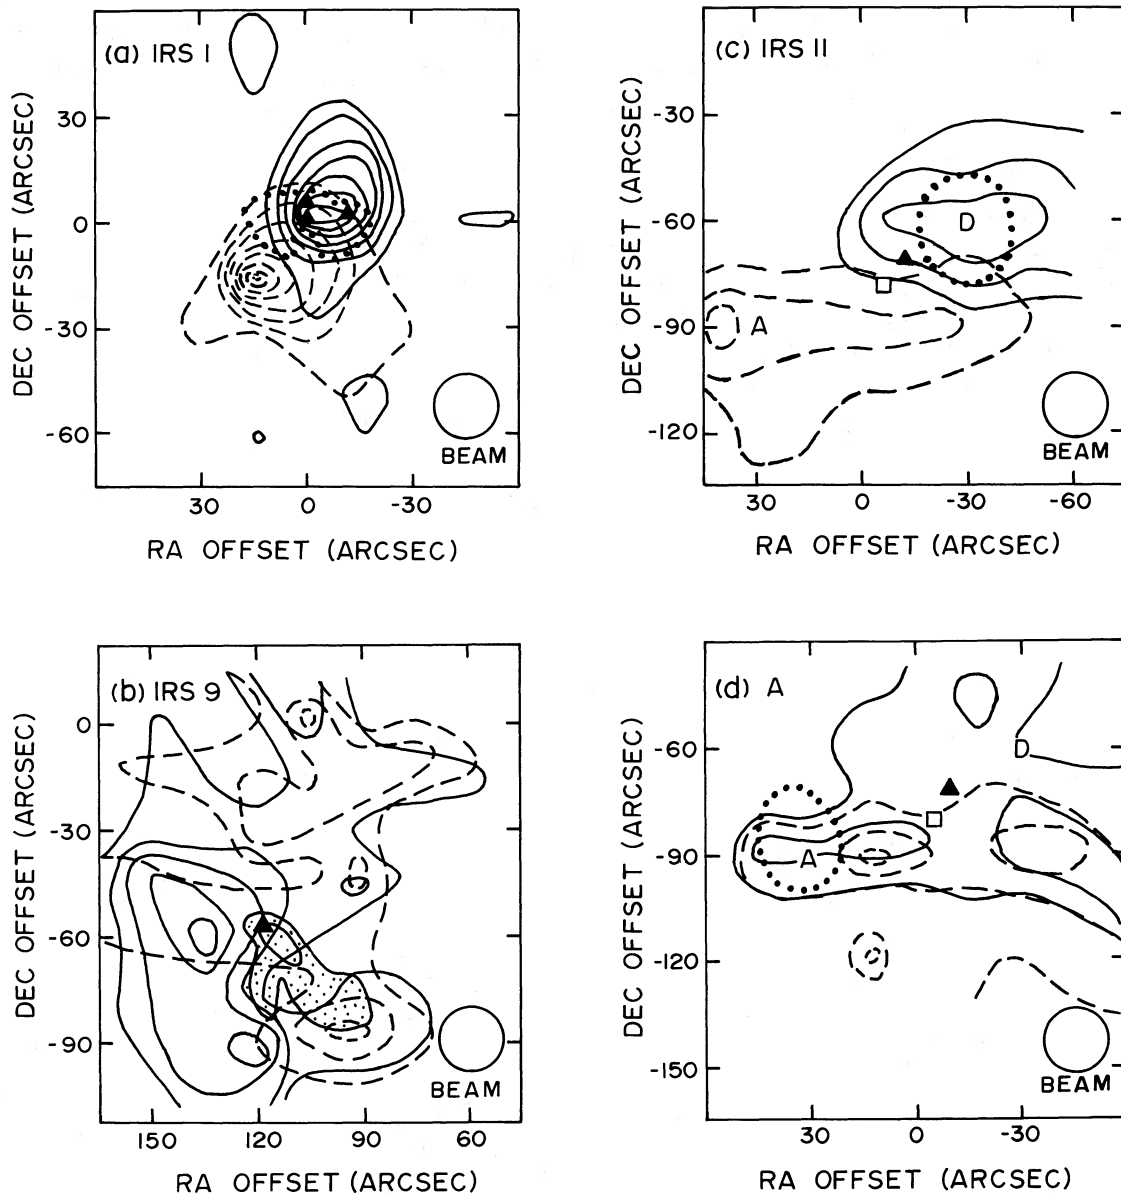 (a) IRS 1
DEC OFFSET (ARCSEC)
30
0
-30
-60
BEAM
30 0 -30
RA OFFSET (ARCSEC)
(c) IRS 11
DEC OFFSET (ARCSEC)
-30
-60
-90
-120
D
A
BEAM
30 0 -30 -60
RA OFFSET (ARCSEC)
(b) IRS 9
DEC OFFSET (ARCSEC)
0
-30
-60
-90
BEAM
150 120 90 60
RA OFFSET (ARCSEC)
(d) A
DEC OFFSET (ARCSEC)
-60
-90
-120
-150
D
A
BEAM
30 0 -30
RA OFFSET (ARCSEC)